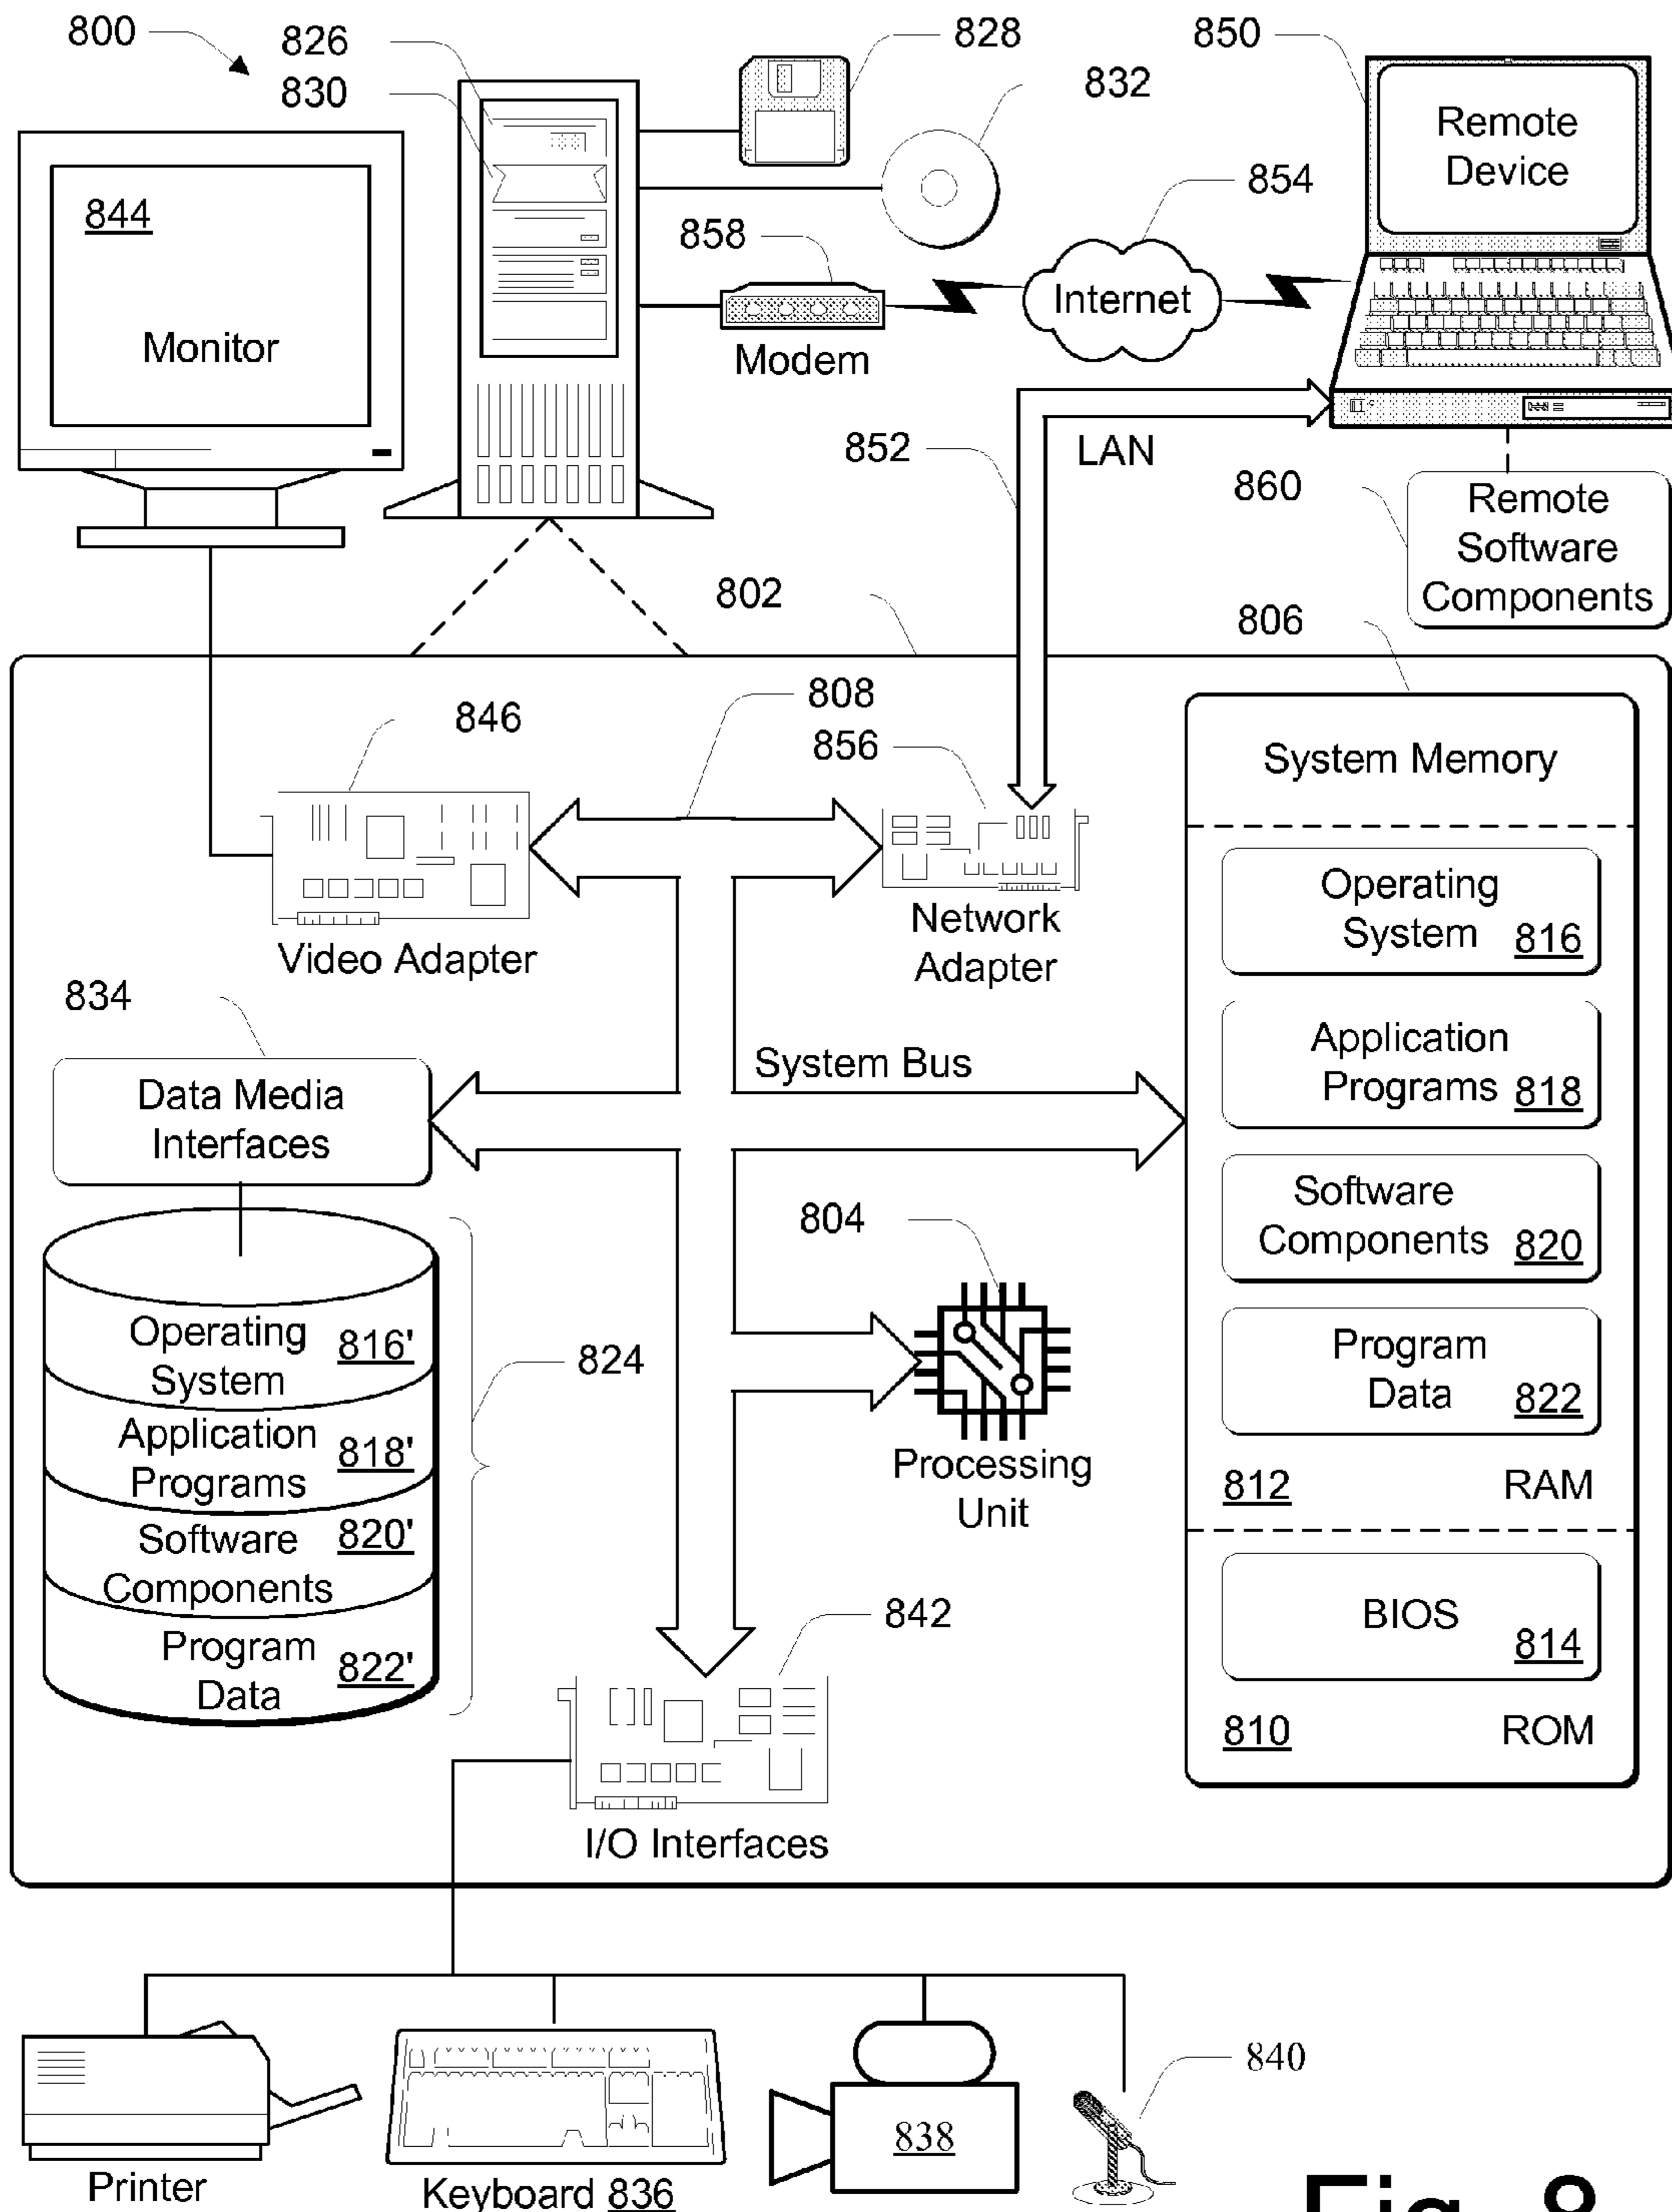 800
826
830
828
832
850
Remote
Device
844
Monitor
858
Modem
854
Internet
852
LAN
860
Remote
Software
Components
802
806
808
846
856
Video Adapter
Network
Adapter
System Memory
Operating
System 816
Application
Programs 818
Software
Components 820
Program
Data 822
812 RAM
BIOS
814
810 ROM
834
Data Media
Interfaces
System Bus
804
Processing
Unit
Operating
System 816'
Application
Programs 818'
Software
Components 820'
Program
Data 822'
824
842
I/O Interfaces
Printer
Keyboard 836
838
840
Fig. 8